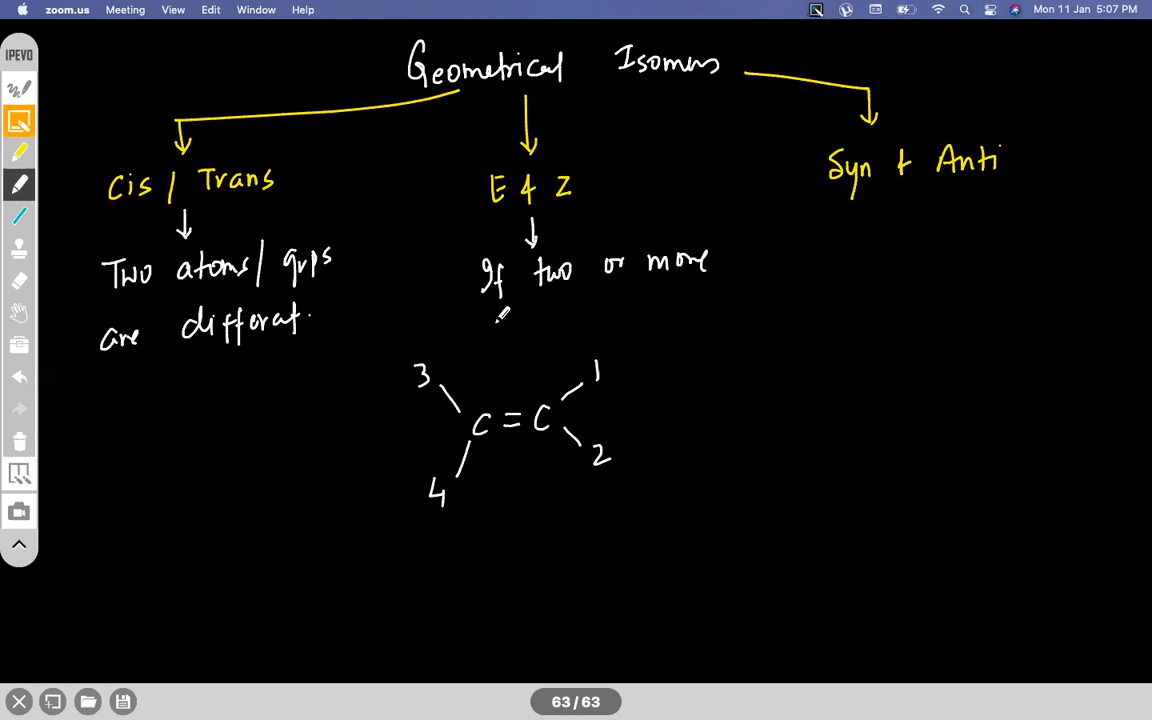 zoom.us Meeting View Edit Window Help Mon 11 Jan 5:07 PM
IPEVO
Geometrical Isomers
Cis / Trans
E & Z
Syn & Anti
Two atoms/ grps
are differat.
If two or more
3 1
C = C
4 2
63 / 63